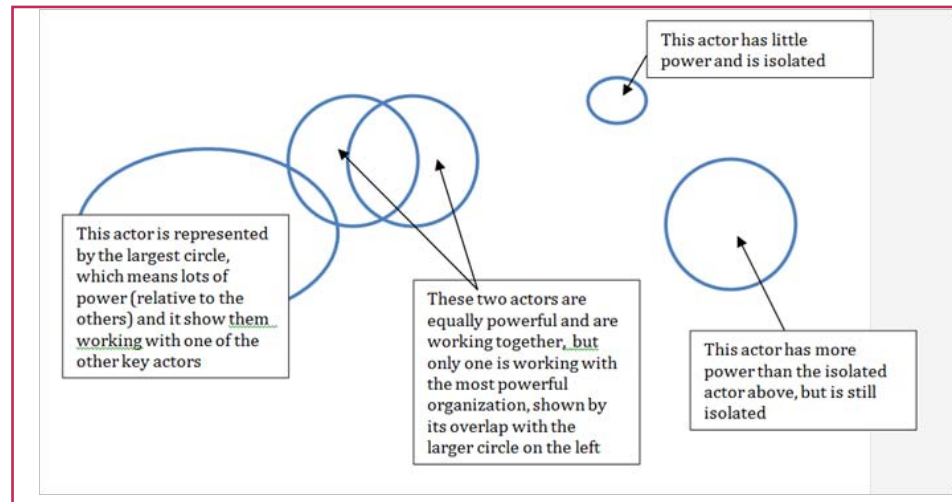 This actor has little
power and is isolated
This actor is represented
by the largest circle,
which means lots of
power (relative to the
others) and it show them
working with one of the
other key actors
These two actors are
equally powerful and are
working together, but
only one is working with
the most powerful
organization, shown by
its overlap with the
larger circle on the left
This actor has more
power than the isolated
actor above, but is still
isolated